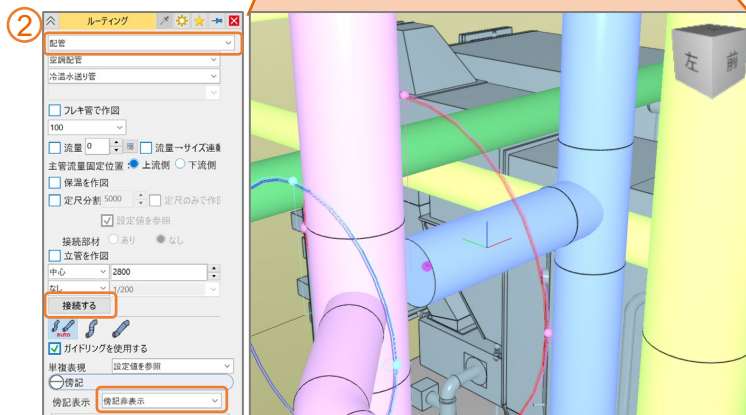 ②
ルーティング
配管
空調配管
冷温水送り管
フレキ管で作図
100
流量 0 流量→サイズ連動
主管流量固定位置: 上流側 下流側
保温を作図
定尺分割 5000 定尺のみで作図
設定値を参照
接続部材 あり なし
立管を作図
中心 2800
なし 1/200
接続する
auto
ガイドリングを使用する
単複表現 設定値を参照
傍記
傍記表示 傍記非表示
左 前